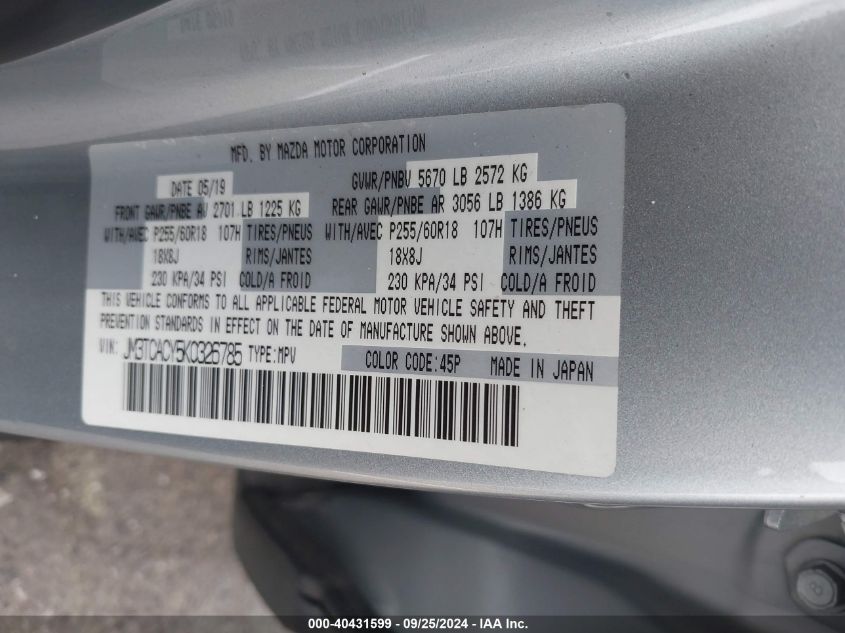 MFD. BY MAZDA MOTOR CORPORATION
DATE 05/19 GVWR/PNBV 5670 LB 2572 KG
FRONT GAWR/PNBE AV 2701 LB 1225 KG REAR GAWR/PNBE AR 3056 LB 1386 KG
WITH/AVEC P255/60R18 107H TIRES/PNEUS WITH/AVEC P255/60R18 107H TIRES/PNEUS
18X8J RIMS/JANTES 18X8J RIMS/JANTES
230 KPA/34 PSI COLD/A FROID 230 KPA/34 PSI COLD/A FROID
THIS VEHICLE CONFORMS TO ALL APPLICABLE FEDERAL MOTOR VEHICLE SAFETY AND THEFT
PREVENTION STANDARDS IN EFFECT ON THE DATE OF MANUFACTURE SHOWN ABOVE.
VIN: JM3TCACY5K0326785 TYPE:MPV COLOR CODE:45P MADE IN JAPAN
000-40431599 - 09/25/2024 - IAA Inc.